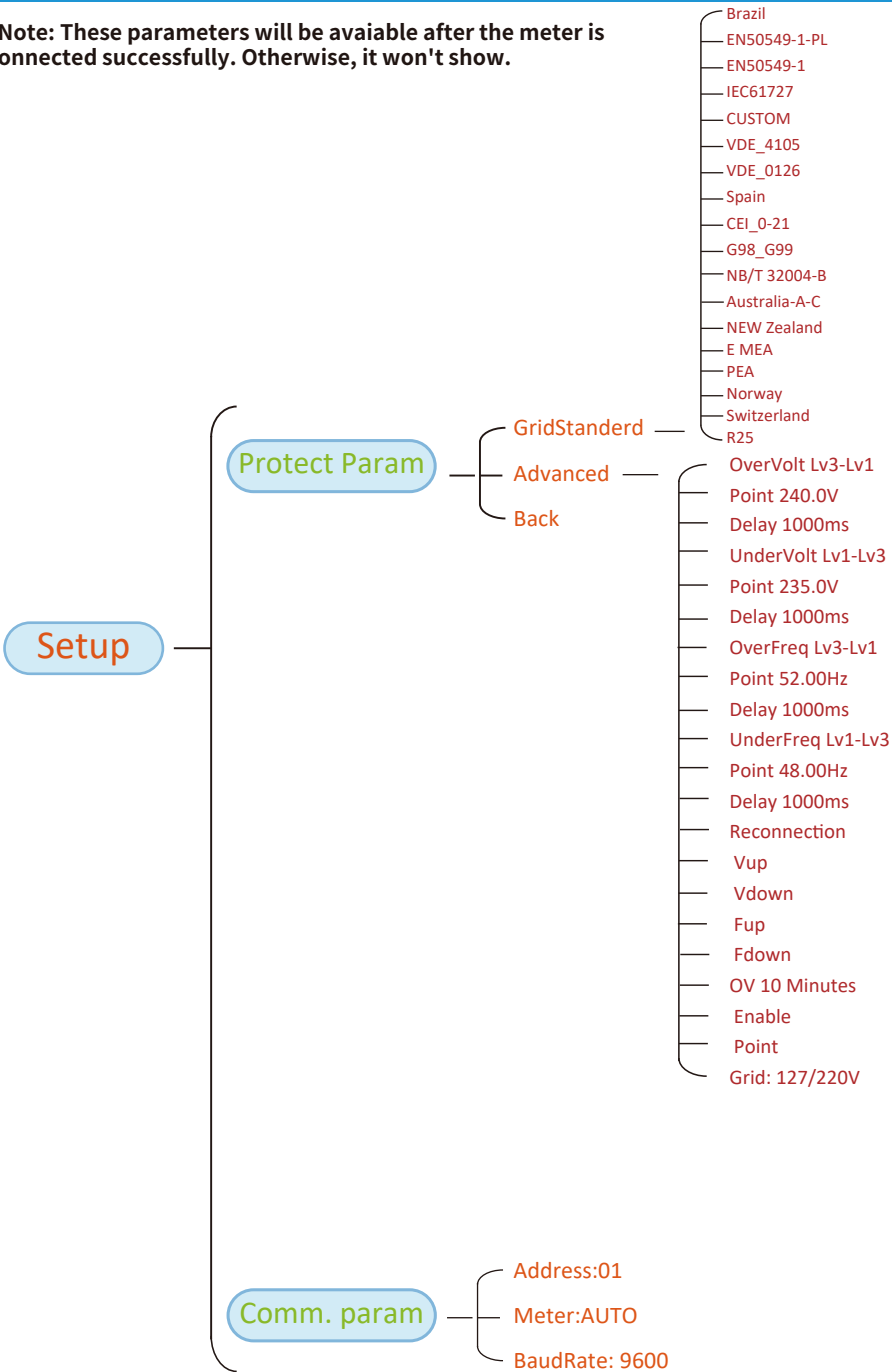 Note: These parameters will be avaiable after the meter is
onnected successfully. Otherwise, it won't show.
Brazil
EN50549-1-PL
EN50549-1
IEC61727
CUSTOM
VDE_4105
VDE_0126
Spain
CEI_0-21
G98_G99
NB/T 32004-B
Australia-A-C
NEW Zealand
E MEA
PEA
Norway
Switzerland
R25
Setup
Protect Param
GridStanderd
Advanced
Back
OverVolt Lv3-Lv1
Point 240.0V
Delay 1000ms
UnderVolt Lv1-Lv3
Point 235.0V
Delay 1000ms
OverFreq Lv3-Lv1
Point 52.00Hz
Delay 1000ms
UnderFreq Lv1-Lv3
Point 48.00Hz
Delay 1000ms
Reconnection
Vup
Vdown
Fup
Fdown
OV 10 Minutes
Enable
Point
Grid: 127/220V
Comm. param
Address:01
Meter:AUTO
BaudRate: 9600